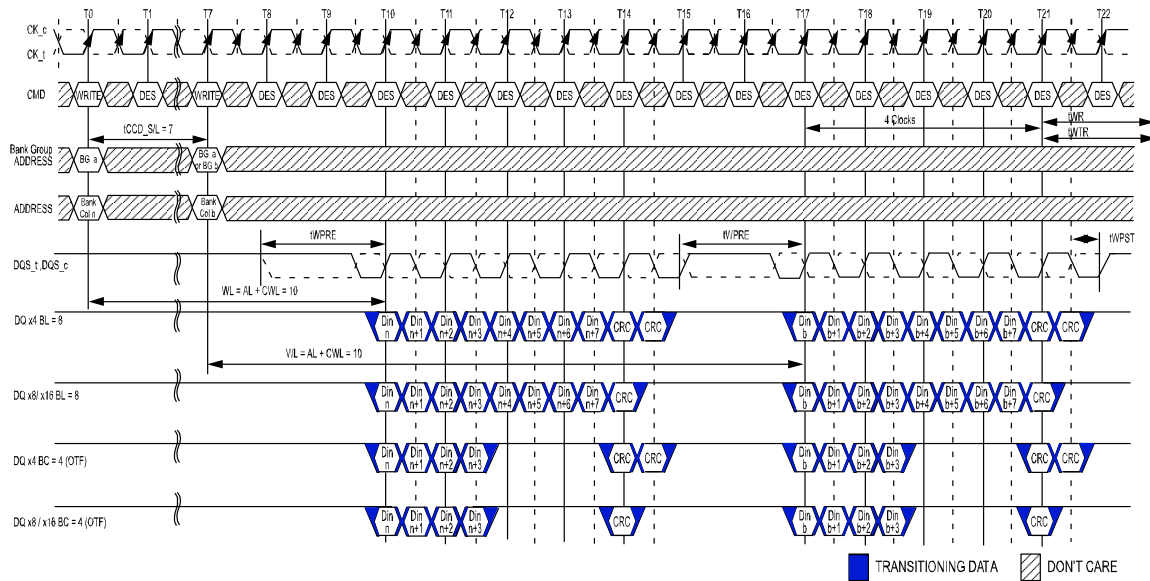 T0 T1 T7 T8 T9 T10 T11 T12 T13 T14 T15 T16 T17 T18 T19 T20 T21 T22
CK_c
CK_t
CMD WRITE DES WRITE DES DES DES DES DES DES DES DES DES DES DES DES DES DES DES
tCCD_S/L = 7
4 Clocks
tWR
tWTR
Bank Group
ADDRESS
BG a
BG a
or BG b
ADDRESS
Bank
Col n
Bank
Col b
tWPRE
tWPRE
tWPST
DQS_t ,DQS_c
WL = AL + CWL = 10
DQ x4 BL = 8
Din n Din n+1 Din n+2 Din n+3 Din n+4 Din n+5 Din n+6 Din n+7 CRC CRC Din b Din b+1 Din b+2 Din b+3 Din b+4 Din b+5 Din b+6 Din b+7 CRC CRC
WL = AL + CWL = 10
DQ x8/ x16 BL = 8
Din n Din n+1 Din n+2 Din n+3 Din n+4 Din n+5 Din n+6 Din n+7 CRC Din b Din b+1 Din b+2 Din b+3 Din b+4 Din b+5 Din b+6 Din b+7 CRC
DQ x4 BC = 4 (OTF)
Din n Din n+1 Din n+2 Din n+3 CRC CRC Din b Din b+1 Din b+2 Din b+3 CRC CRC
DQ x8 / x16 BC = 4 (OTF)
Din n Din n+1 Din n+2 Din n+3 CRC Din b Din b+1 Din b+2 Din b+3 CRC
TRANSITIONING DATA
DON'T CARE